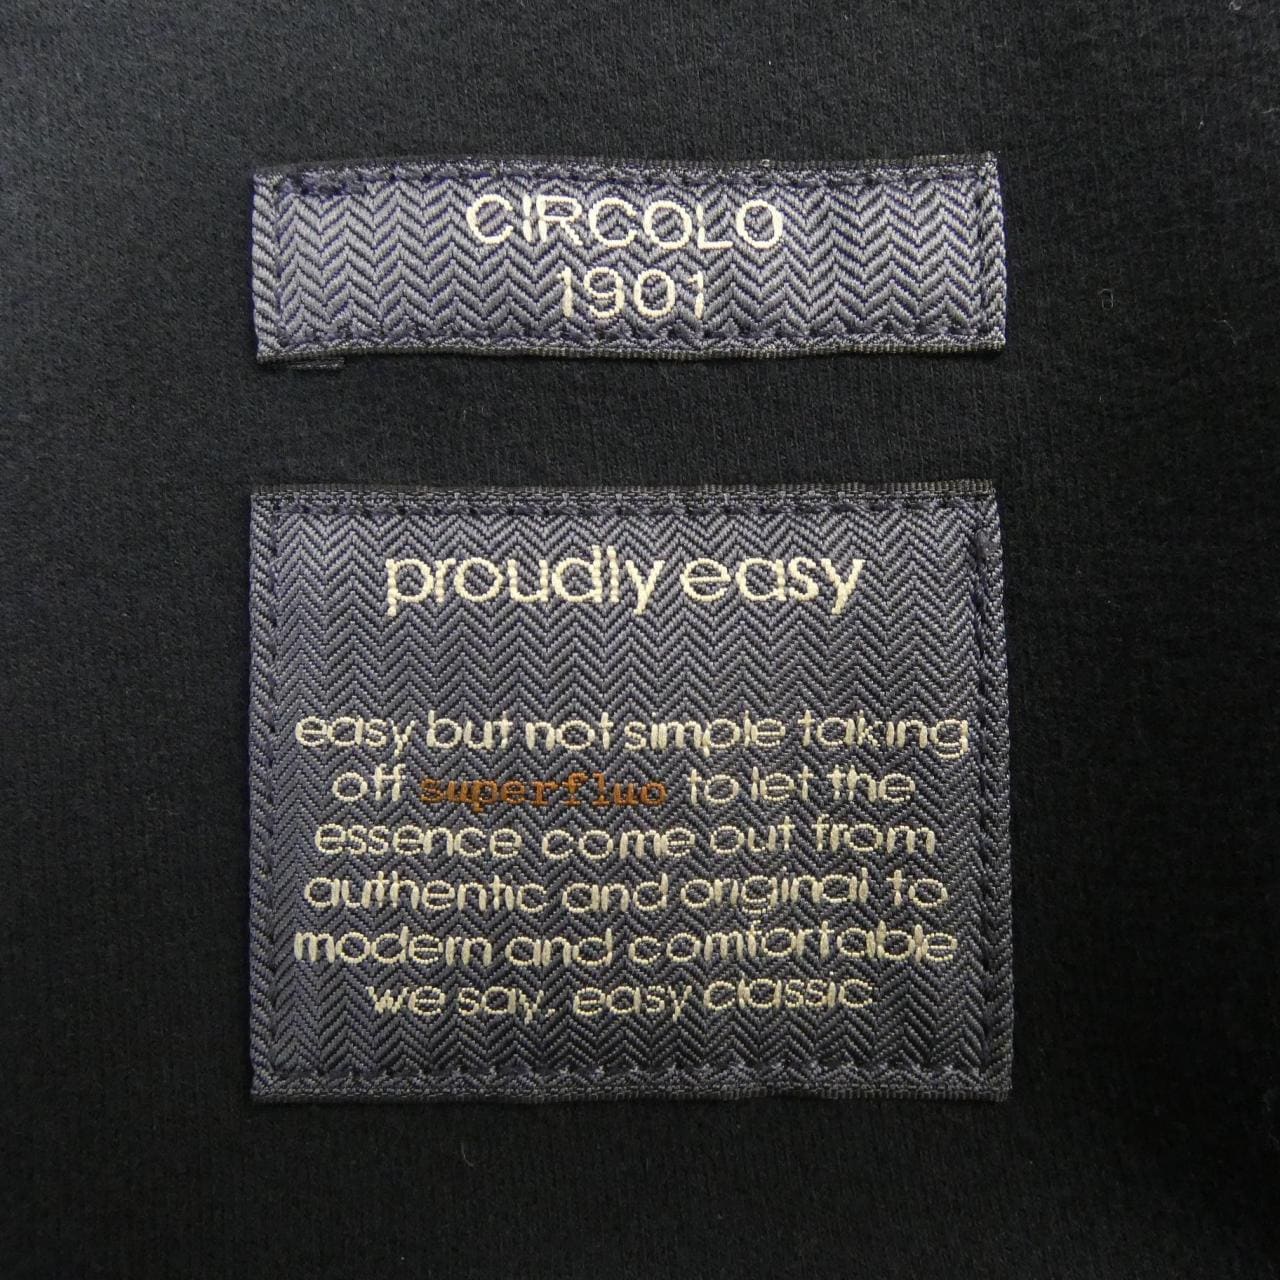 CIRCOLO
1901
proudly easy
easy but not simple taking
off superfluo to let the
essence come out from
authentic and original to
modern and comfortable
we say, easy classic